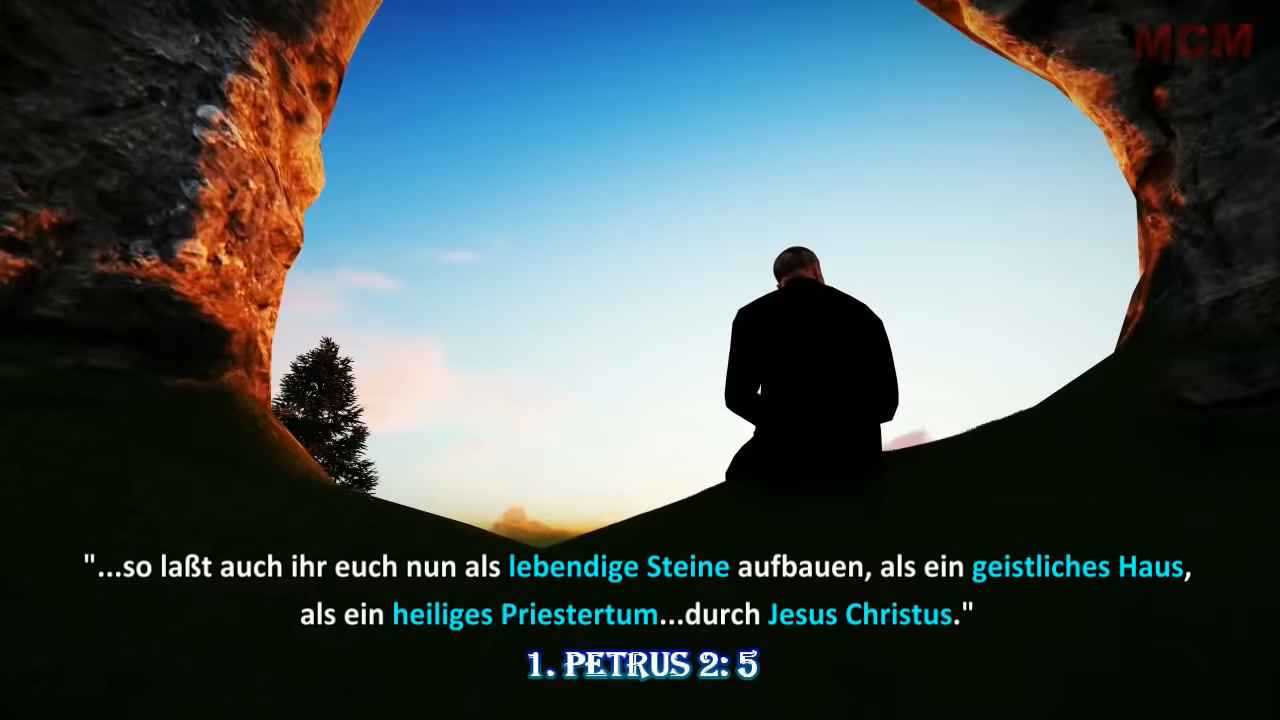 MCM
"...so laßt auch ihr euch nun als lebendige Steine aufbauen, als ein geistliches Haus,
als ein heiliges Priestertum...durch Jesus Christus."
1. PETRUS 2: 5